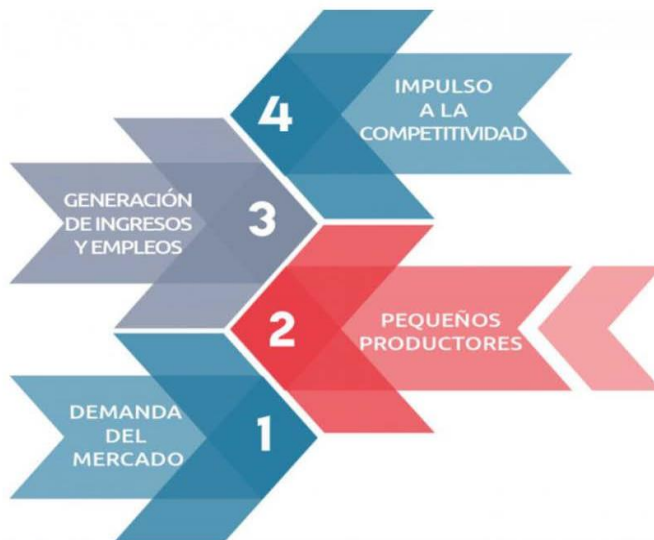 4
IMPULSO
A LA
COMPETITIVIDAD
GENERACIÓN
DE INGRESOS
Y EMPLEOS
3
2
PEQUEÑOS
PRODUCTORES
DEMANDA
DEL
MERCADO
1